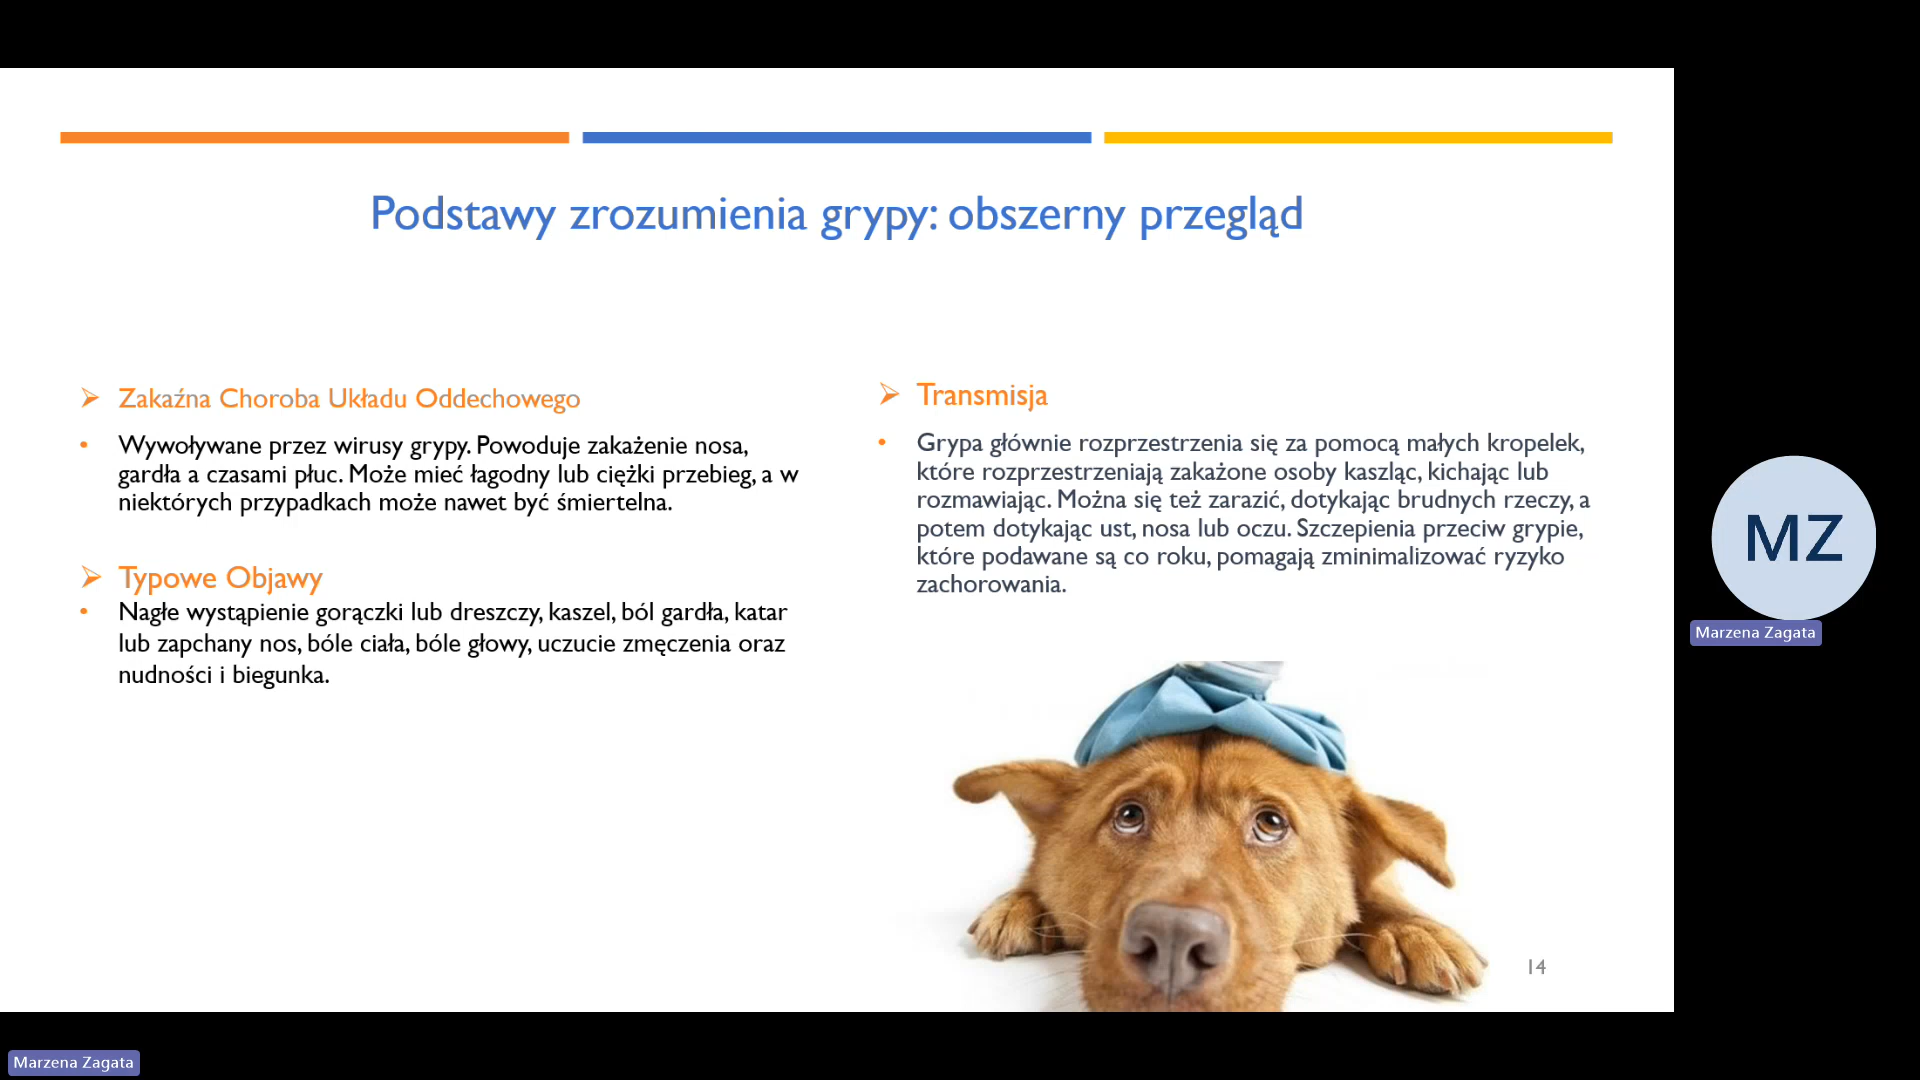 Podstawy zrozumienia grypy: obszerny przegląd
Zakaźna Choroba Układu Oddechowego
Wywoływane przez wirusy grypy. Powoduje zakażenie nosa,
gardła a czasami płuc. Może mieć łagodny lub ciężki przebieg, a w
niektórych przypadkach może nawet być śmiertelna.
Typowe Objawy
Nagłe wystąpienie gorączki lub dreszczy, kaszel, ból gardła, katar
lub zapchany nos, bóle ciała, bóle głowy, uczucie zmęczenia oraz
nudności i biegunka.
Transmisja
Grypa głównie rozprzestrzenia się za pomocą małych kropelek,
które rozprzestrzeniają zakażone osoby kaszląc, kichając lub
rozmawiając. Można się też zarazić, dotykając brudnych rzeczy, a
potem dotykając ust, nosa lub oczu. Szczepienia przeciw grypie,
które podawane są co roku, pomagają zminimalizować ryzyko
zachorowania.
14
MZ
Marzena Zagata
Marzena Zagata